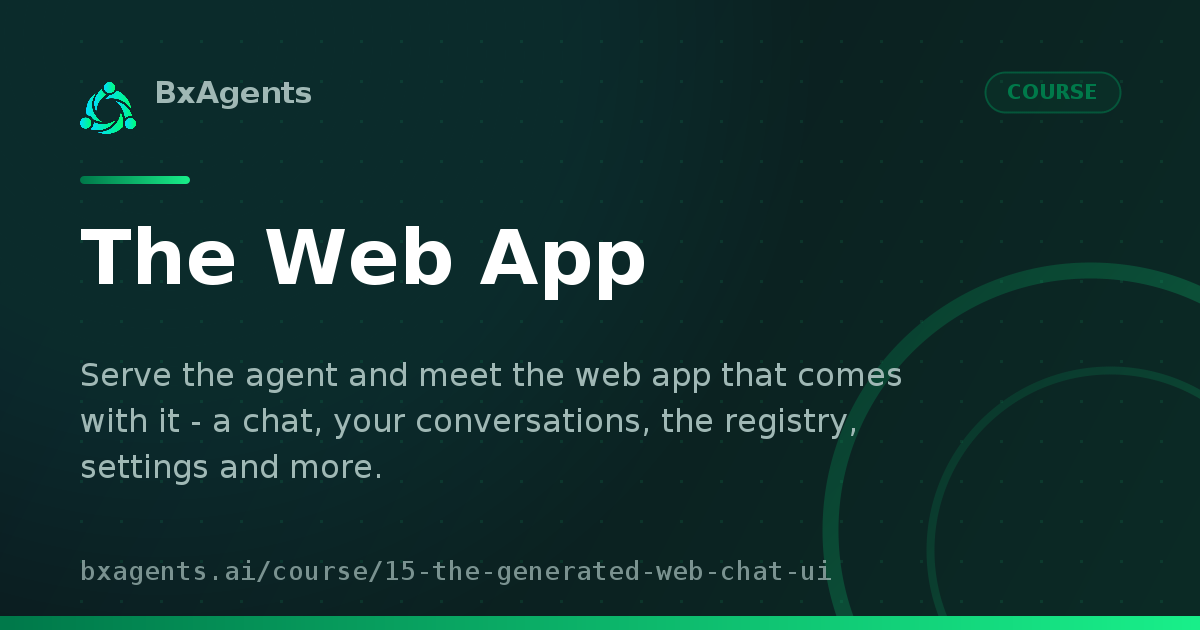 BxAgents
COURSE
The Web App
Serve the agent and meet the web app that comes
with it - a chat, your conversations, the registry,
settings and more.
bxagents.ai/course/15-the-generated-web-chat-ui